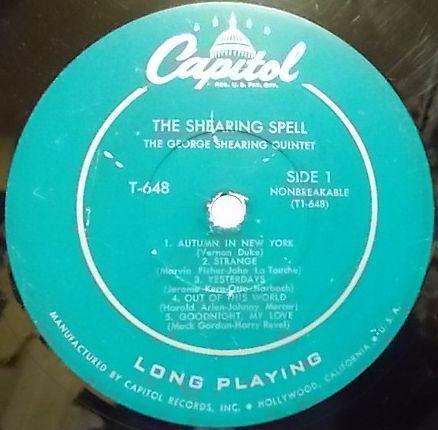 Capitol
REG. U.S. PAT. OFF.
THE SHEARING SPELL
THE GEORGE SHEARING QUINTET
T-648
SIDE 1
NONBREAKABLE
(T1-648)
1. AUTUMN IN NEW YORK
(Vernon Duke)
2. STRANGE
(Marvin Fisher-John La Touche)
3. YESTERDAYS
(Jerome Kern-Otto Harbach)
4. OUT OF THIS WORLD
(Harold Arlen-Johnny Mercer)
5. GOODNIGHT, MY LOVE
(Mack Gordon-Harry Revel)
LONG PLAYING
MANUFACTURED BY CAPITOL RECORDS, INC. • HOLLYWOOD, CALIFORNIA, U.S.A.